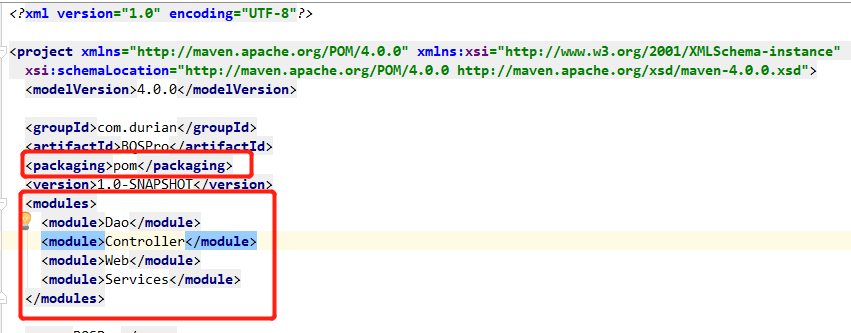 <?xml version="1.0" encoding="UTF-8"?>
<project xmlns="http://maven.apache.org/POM/4.0.0" xmlns:xsi="http://www.w3.org/2001/XMLSchema-instance"
xsi:schemaLocation="http://maven.apache.org/POM/4.0.0 http://maven.apache.org/xsd/maven-4.0.0.xsd">
<modelVersion>4.0.0</modelVersion>
<groupId>com.durian</groupId>
<artifactId>BOSPro</artifactId>
<packaging>pom</packaging>
<version>1.0-SNAPSHOT</version>
<modules>
<module>Dao</module>
<module>Controller</module>
<module>Web</module>
<module>Services</module>
</modules>